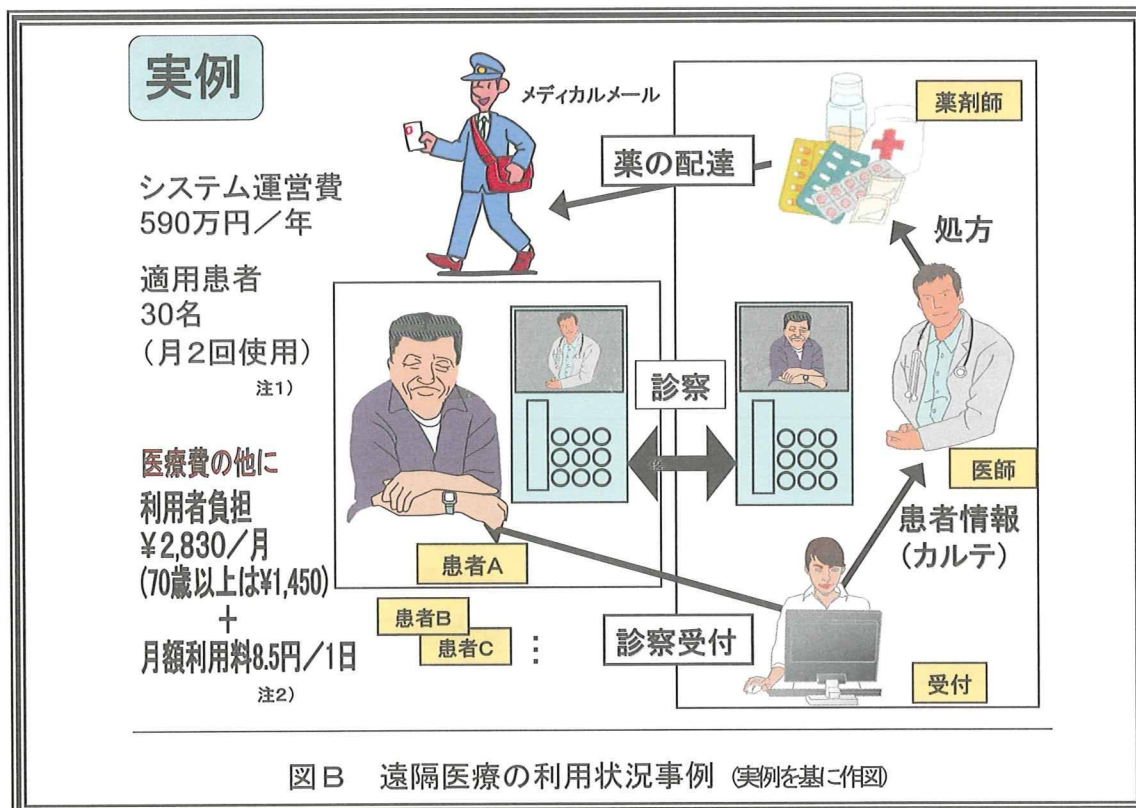 実例
メディカルメール
薬剤師
薬の配達
システム運営費
590万円／年
処方
適用患者
30名
(月2回使用)
注1)
診察
医師
医療費の他に
利用者負担
¥2,830／月
(70歳以上は¥1,450)
+
月額利用料8.5円／1日
注2)
患者情報
(カルテ)
患者A
患者B
患者C
：
診察受付
受付
図B　遠隔医療の利用状況事例 (実例を基に作図)